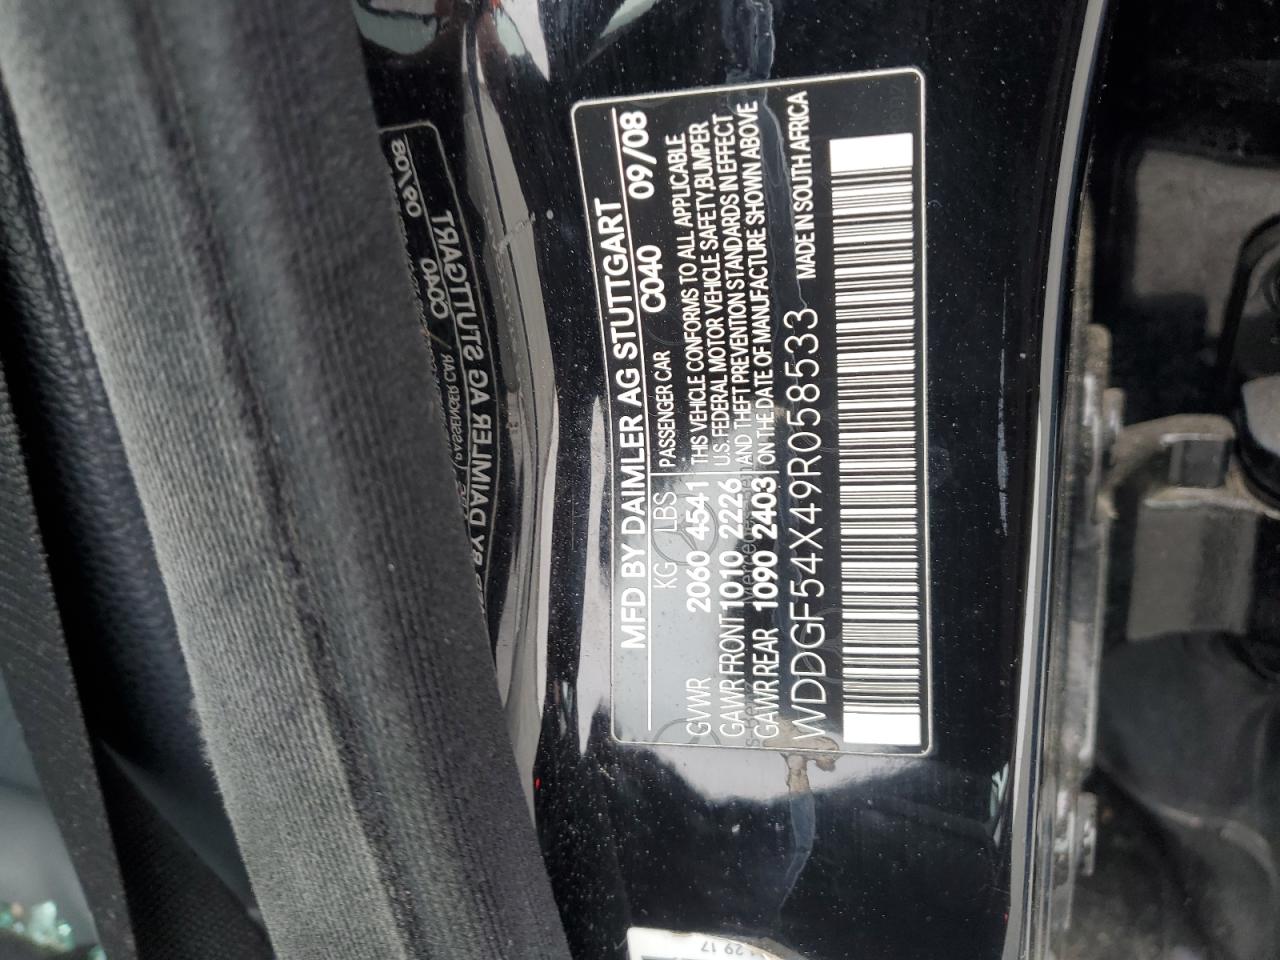 MFD BY DAIMLER AG STUTTGART
KG / LBS PASSENGER CAR C040 09/08
GVWR 2060 4541 THIS VEHICLE CONFORMS TO ALL APPLICABLE
GAWR FRONT 1010 2226 U.S. FEDERAL MOTOR VEHICLE SAFETY, BUMPER
GAWR REAR 1090 2403 AND THEFT PREVENTION STANDARDS IN EFFECT
ON THE DATE OF MANUFACTURE SHOWN ABOVE
WDDGF54X49R058533 MADE IN SOUTH AFRICA
29 17